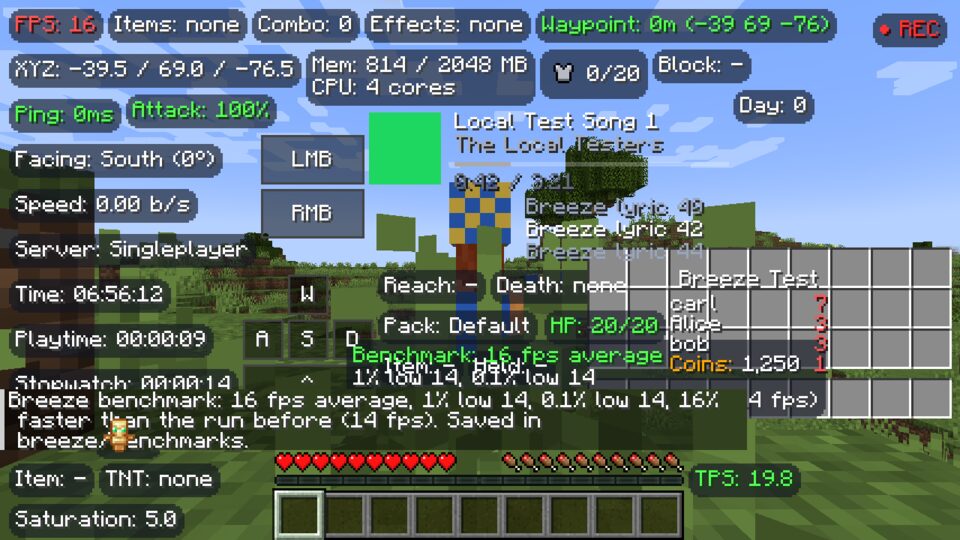 FPS: 16 Items: none Combo: 0 Effects: none Waypoint: 0m (-39 69 -76) REC
XYZ: -39.5 / 69.0 / -76.5 Mem: 814 / 2048 MB
CPU: 4 cores
0/20 Block: -
Day: 0
Ping: 0ms Attack: 100%
Local Test Song 1
The Local Testers
0:42 / 3:21
Facing: South (0°) LMB
Speed: 0.00 b/s RMB
Breeze lyric 40
Breeze lyric 42
Breeze lyric 44
Server: Singleplayer
Time: 06:56:12 W Reach: - Death: none
Breeze Test
carl 7
Alice 3
bob 3
Coins: 1,250 1
Playtime: 00:00:09 A S D Pack: Default HP: 20/20
Benchmark: 16 fps average
1% low 14, 0.1% low 14
Item: - Held: -
Stopwatch: 00:00:14 ^
Breeze benchmark: 16 fps average, 1% low 14, 0.1% low 14, 16% 4 fps)
faster than the run before (14 fps). Saved in
breeze/benchmarks.
Item: - TNT: none TPS: 19.8
Saturation: 5.0